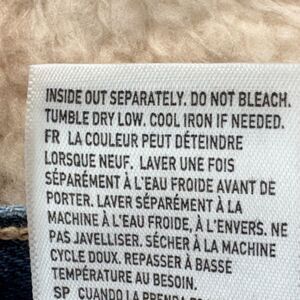 INSIDE OUT SEPARATELY. DO NOT BLEACH.
TUMBLE DRY LOW. COOL IRON IF NEEDED.
FR LA COULEUR PEUT DÉTEINDRE
LORSQUE NEUF. LAVER UNE FOIS
SÉPARÉMENT À L'EAU FROIDE AVANT DE
PORTER. LAVER SÉPARÉMENT À LA
MACHINE À L'EAU FROIDE, À L'ENVERS. NE
PAS JAVELLISER. SÉCHER À LA MACHINE
CYCLE DOUX. REPASSER À BASSE
TEMPÉRATURE AU BESOIN.
SP CUANDO LA PRENDA